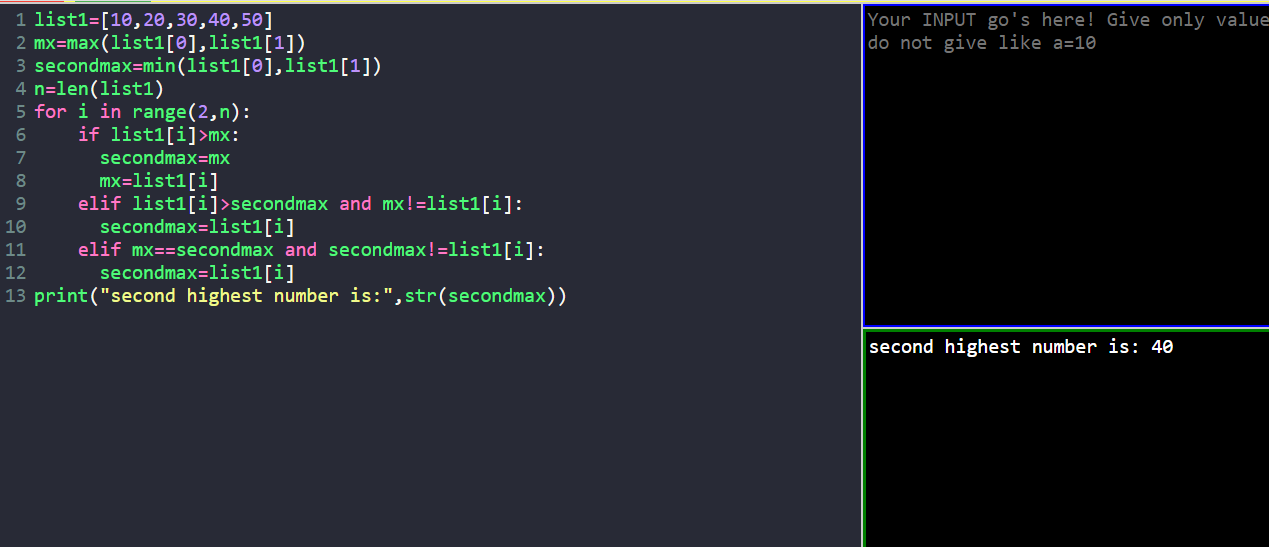 1 list1=[10,20,30,40,50]
2 mx=max(list1[0],list1[1])
3 secondmax=min(list1[0],list1[1])
4 n=len(list1)
5 for i in range(2,n):
6     if list1[i]>mx:
7       secondmax=mx
8       mx=list1[i]
9     elif list1[i]>secondmax and mx!=list1[i]:
10       secondmax=list1[i]
11     elif mx==secondmax and secondmax!=list1[i]:
12       secondmax=list1[i]
13 print("second highest number is:",str(secondmax))
Your INPUT go's here! Give only value
do not give like a=10
second highest number is: 40